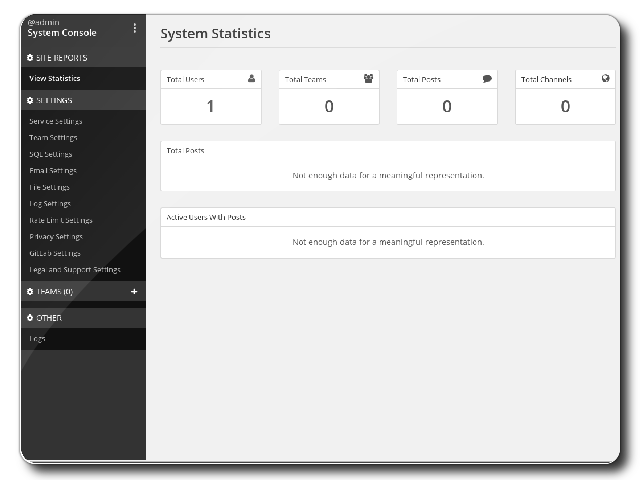 @admin
System Console
SITE REPORTS
View Statistics
SETTINGS
Service Settings
Team Settings
SQL Settings
Email Settings
File Settings
Log Settings
Rate Limit Settings
Privacy Settings
GitLab Settings
Legal and Support Settings
TEAMS (0) +
OTHER
Logs
System Statistics
Total Users
Total Teams
Total Posts
Total Channels
1
0
0
0
Total Posts
Not enough data for a meaningful representation.
Active Users With Posts
Not enough data for a meaningful representation.